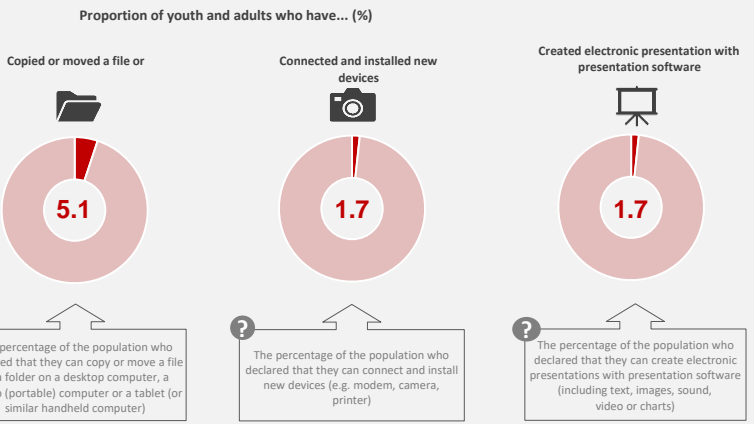 Proportion of youth and adults who have... (%)
Copied or moved a file or
Connected and installed new
devices
Created electronic presentation with
presentation software
5.1
1.7
1.7
percentage of the population who
ed that they can copy or move a file
folder on a desktop computer, a
(portable) computer or a tablet (or
similar handheld computer)
?
The percentage of the population who
declared that they can connect and install
new devices (e.g. modem, camera,
printer)
?
The percentage of the population who
declared that they can create electronic
presentations with presentation software
(including text, images, sound,
video or charts)